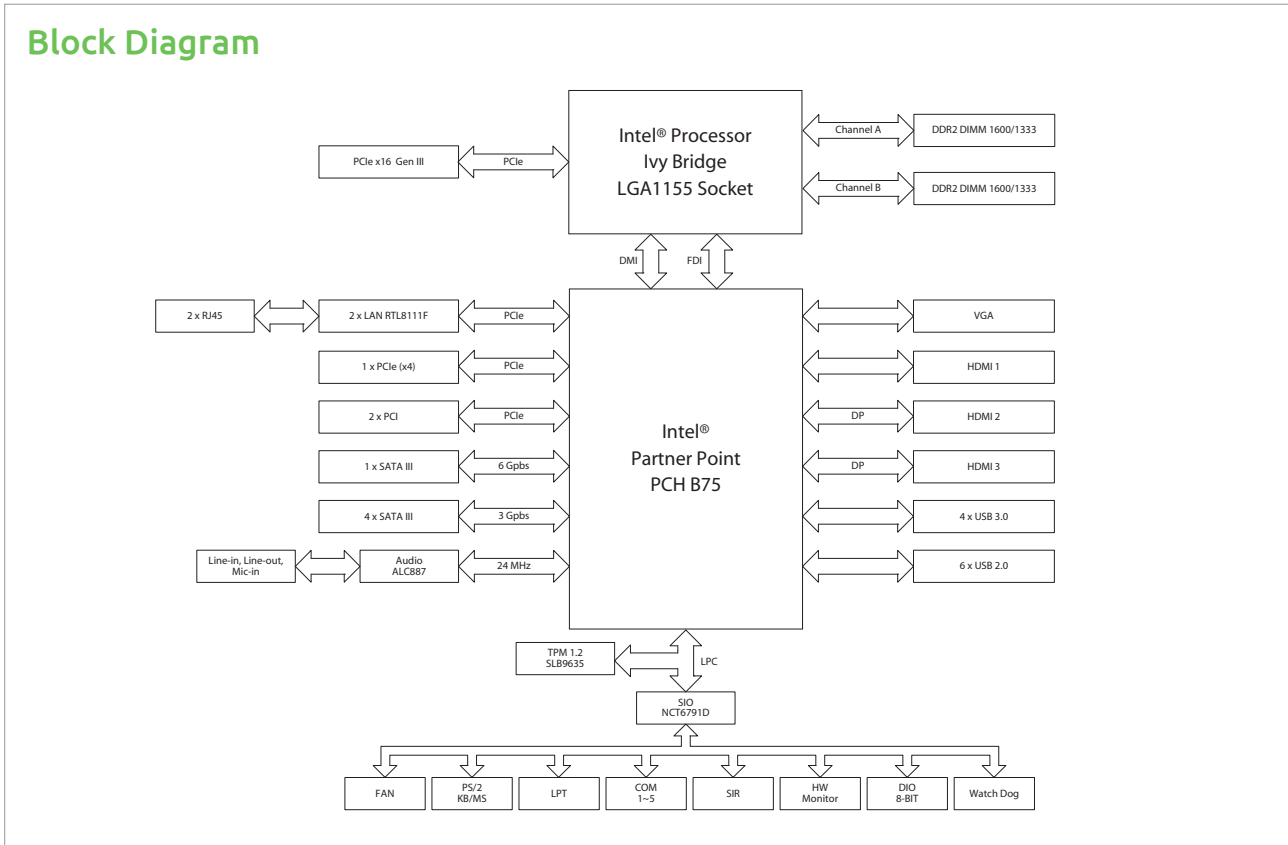 Block Diagram
Intel® Processor
Ivy Bridge
LGA1155 Socket
PCIe x16 Gen III
PCIe
Channel A
DDR2 DIMM 1600/1333
Channel B
DDR2 DIMM 1600/1333
DMI
FDI
2 x RJ45
2 x LAN RTL8111F
PCIe
1 x PCIe (x4)
PCIe
2 x PCI
PCIe
1 x SATA III
6 Gpbs
4 x SATA III
3 Gpbs
Line-in, Line-out,
Mic-in
Audio
ALC887
24 MHz
Intel®
Partner Point
PCH B75
VGA
HDMI 1
DP
HDMI 2
DP
HDMI 3
4 x USB 3.0
6 x USB 2.0
TPM 1.2
SLB9635
LPC
SIO
NCT6791D
FAN
PS/2
KB/MS
LPT
COM
1~5
SIR
HW
Monitor
DIO
8-BIT
Watch Dog